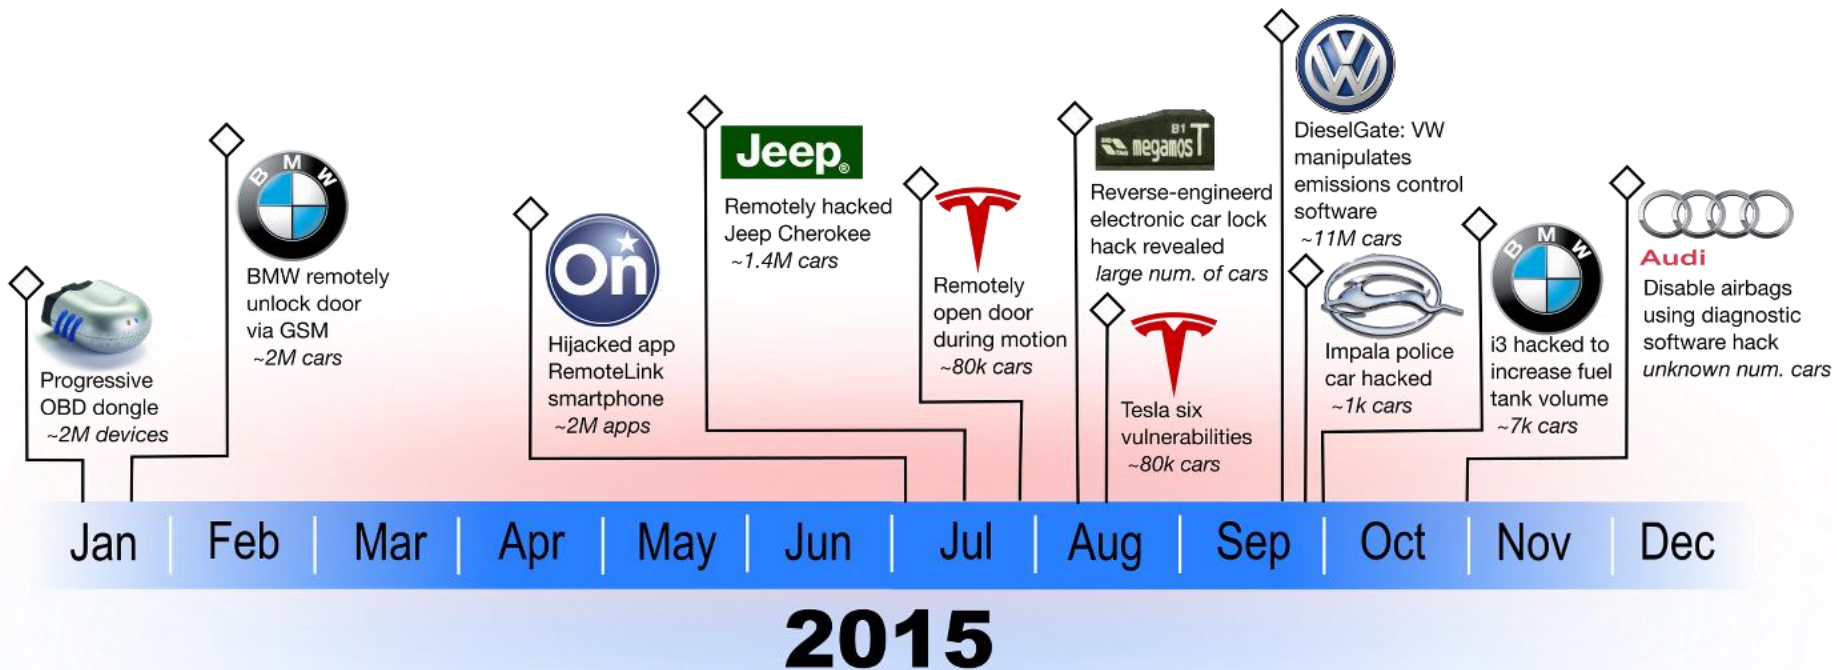 Progressive
OBD dongle
~2M devices
BMW
BMW remotely
unlock door
via GSM
~2M cars
On
Hijacked app
RemoteLink
smartphone
~2M apps
Jeep®
Remotely hacked
Jeep Cherokee
~1.4M cars
Remotely
open door
during motion
~80k cars
B1 T
megamos
Reverse-engineerd
electronic car lock
hack revealed
large num. of cars
Tesla six
vulnerabilities
~80k cars
DieselGate: VW
manipulates
emissions control
software
~11M cars
Impala police
car hacked
~1k cars
BMW
i3 hacked to
increase fuel
tank volume
~7k cars
Audi
Disable airbags
using diagnostic
software hack
unknown num. cars
Jan Feb Mar Apr May Jun Jul Aug Sep Oct Nov Dec
2015